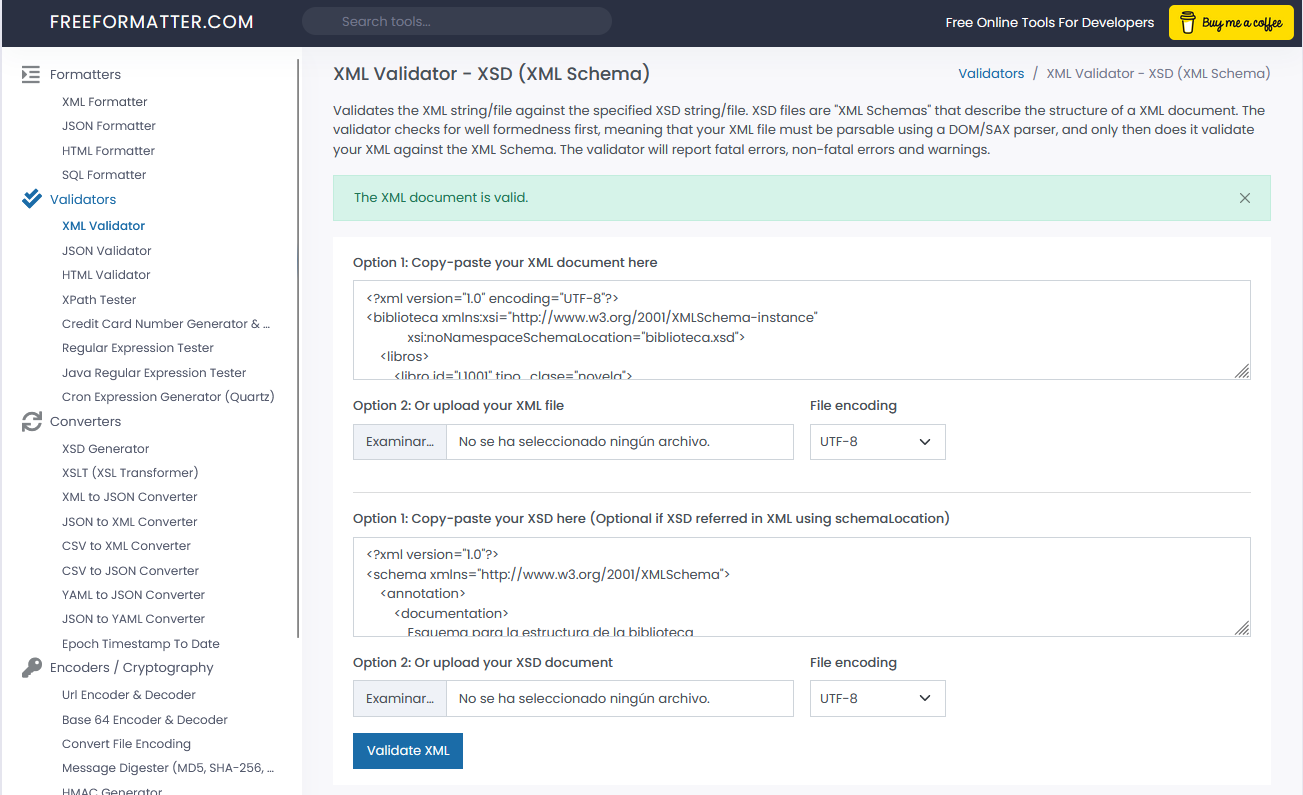 FREEFORMATTER.COM
Search tools...
Free Online Tools For Developers
Buy me a coffee
Formatters
XML Formatter
JSON Formatter
HTML Formatter
SQL Formatter
Validators
XML Validator
JSON Validator
HTML Validator
XPath Tester
Credit Card Number Generator & ...
Regular Expression Tester
Java Regular Expression Tester
Cron Expression Generator (Quartz)
Converters
XSD Generator
XSLT (XSL Transformer)
XML to JSON Converter
JSON to XML Converter
CSV to XML Converter
CSV to JSON Converter
YAML to JSON Converter
JSON to YAML Converter
Epoch Timestamp To Date
Encoders / Cryptography
Url Encoder & Decoder
Base 64 Encoder & Decoder
Convert File Encoding
Message Digester (MD5, SHA-256, ...
HMAC Generator
XML Validator - XSD (XML Schema)
Validators / XML Validator - XSD (XML Schema)
Validates the XML string/file against the specified XSD string/file. XSD files are "XML Schemas" that describe the structure of a XML document. The
validator checks for well formedness first, meaning that your XML file must be parsable using a DOM/SAX parser, and only then does it validate
your XML against the XML Schema. The validator will report fatal errors, non-fatal errors and warnings.
The XML document is valid.
Option 1: Copy-paste your XML document here
<?xml version="1.0" encoding="UTF-8"?>
<biblioteca xmlns:xsi="http://www.w3.org/2001/XMLSchema-instance"
xsi:noNamespaceSchemaLocation="biblioteca.xsd">
<libros>
<libro id="L1001" tipo_clase="novela">
Option 2: Or upload your XML file
File encoding
Examinar... No se ha seleccionado ningún archivo.
UTF-8
Option 1: Copy-paste your XSD here (Optional if XSD referred in XML using schemaLocation)
<?xml version="1.0"?>
<schema xmlns="http://www.w3.org/2001/XMLSchema">
<annotation>
<documentation>
Esquema para la estructura de la biblioteca
Option 2: Or upload your XSD document
File encoding
Examinar... No se ha seleccionado ningún archivo.
UTF-8
Validate XML